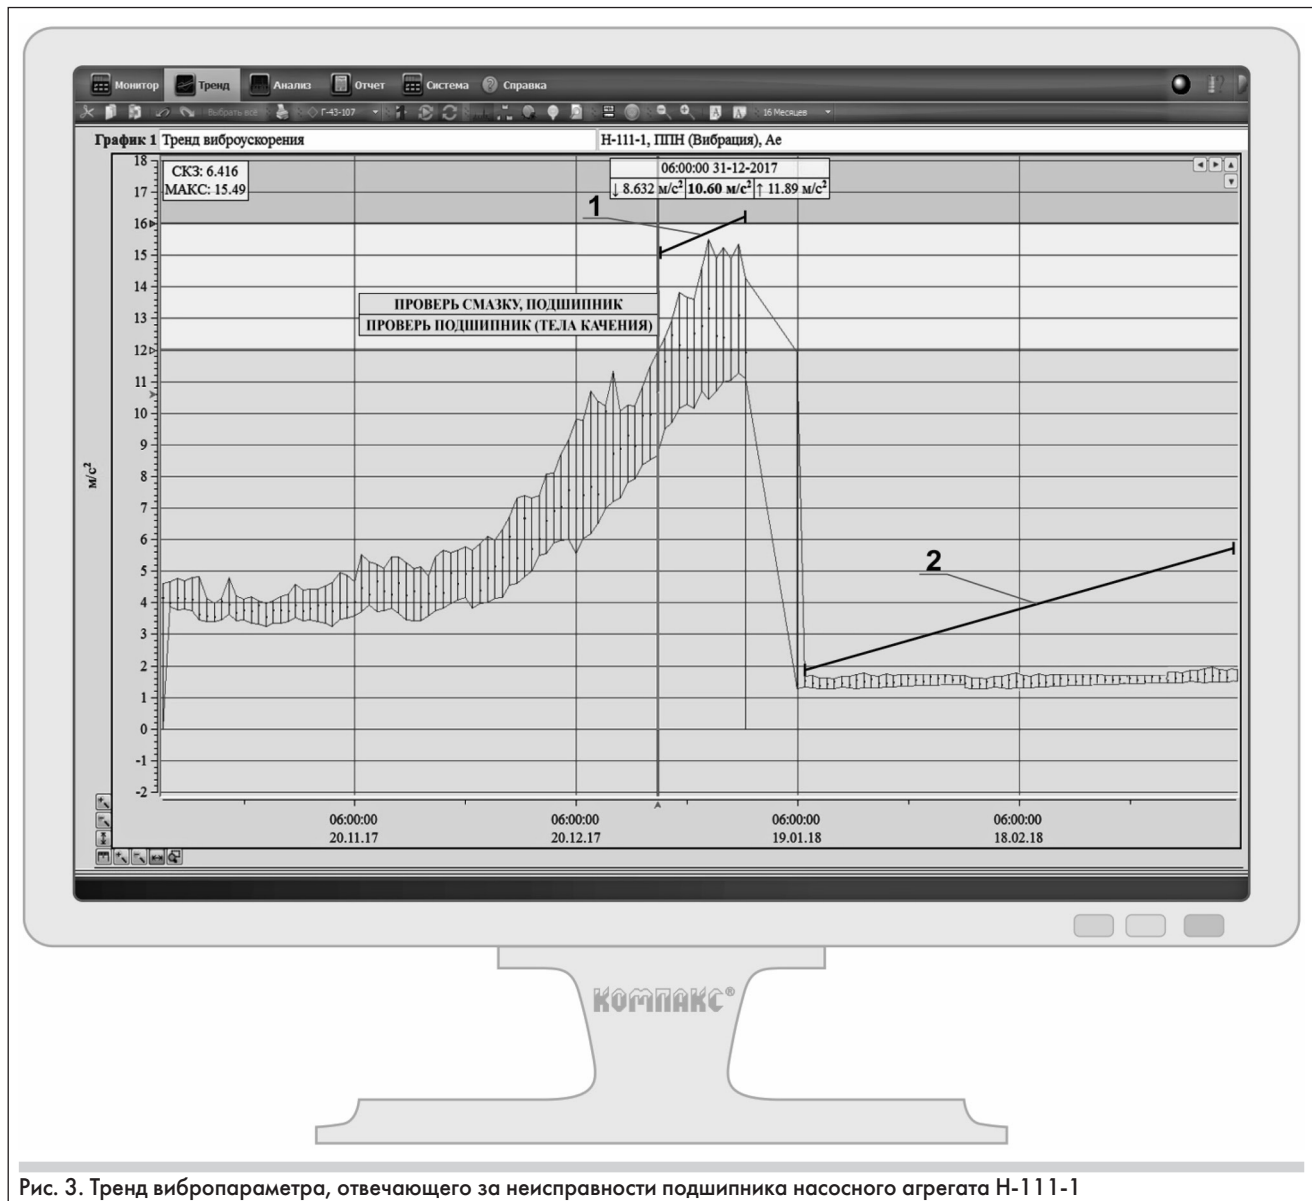 Монитор Тренд Анализ Отчет Система Справка
Выбрать все Г-43-107 16 Месяцев
График 1 Тренд виброускорения Н-111-1, ППН (Вибрация), Ае
СКЗ: 6.416
МАКС: 15.49
06:00:00 31-12-2017
↓ 8.632 м/с² 10.60 м/с² ↑ 11.89 м/с²
18
17
16
15
14
13
12
11
10
9
8
7
6
5
4
3
2
1
0
-1
-2
м/с²
1
ПРОВЕРЬ СМАЗКУ, ПОДШИПНИК
ПРОВЕРЬ ПОДШИПНИК (ТЕЛА КАЧЕНИЯ)
2
06:00:00 06:00:00 06:00:00 06:00:00
20.11.17 20.12.17 19.01.18 18.02.18
КОМПАКС®
Рис. 3. Тренд вибропараметра, отвечающего за неисправности подшипника насосного агрегата Н-111-1